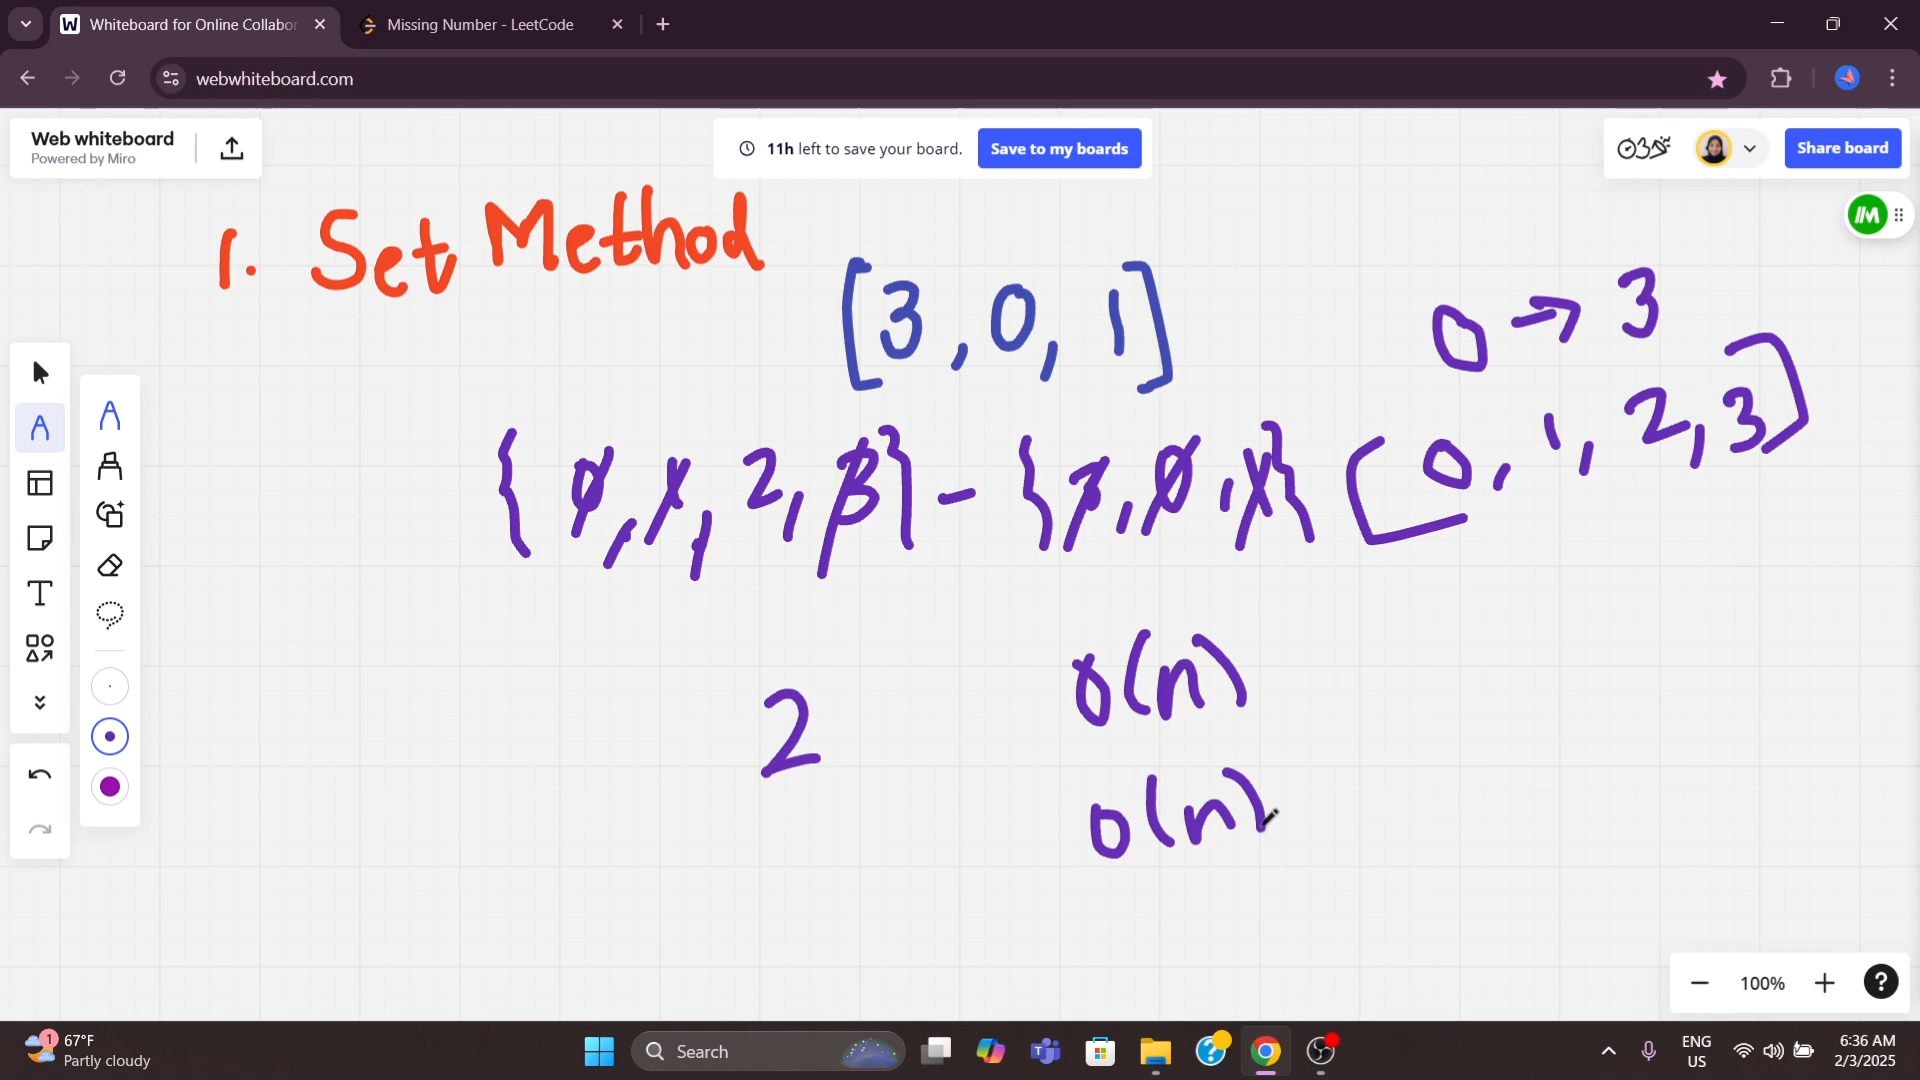 Whiteboard for Online Collabor
Missing Number - LeetCode
webwhiteboard.com
Web whiteboard
Powered by Miro
11h left to save your board.
Save to my boards
Share board
1. Set Method
[3, 0, 1]
0 → 3
{0, 1, 2, 3} - {3, 0, 1} [0, 1, 2, 3]
2
O(n)
O(n)
100%
67°F
Partly cloudy
Search
ENG
US
6:36 AM
2/3/2025